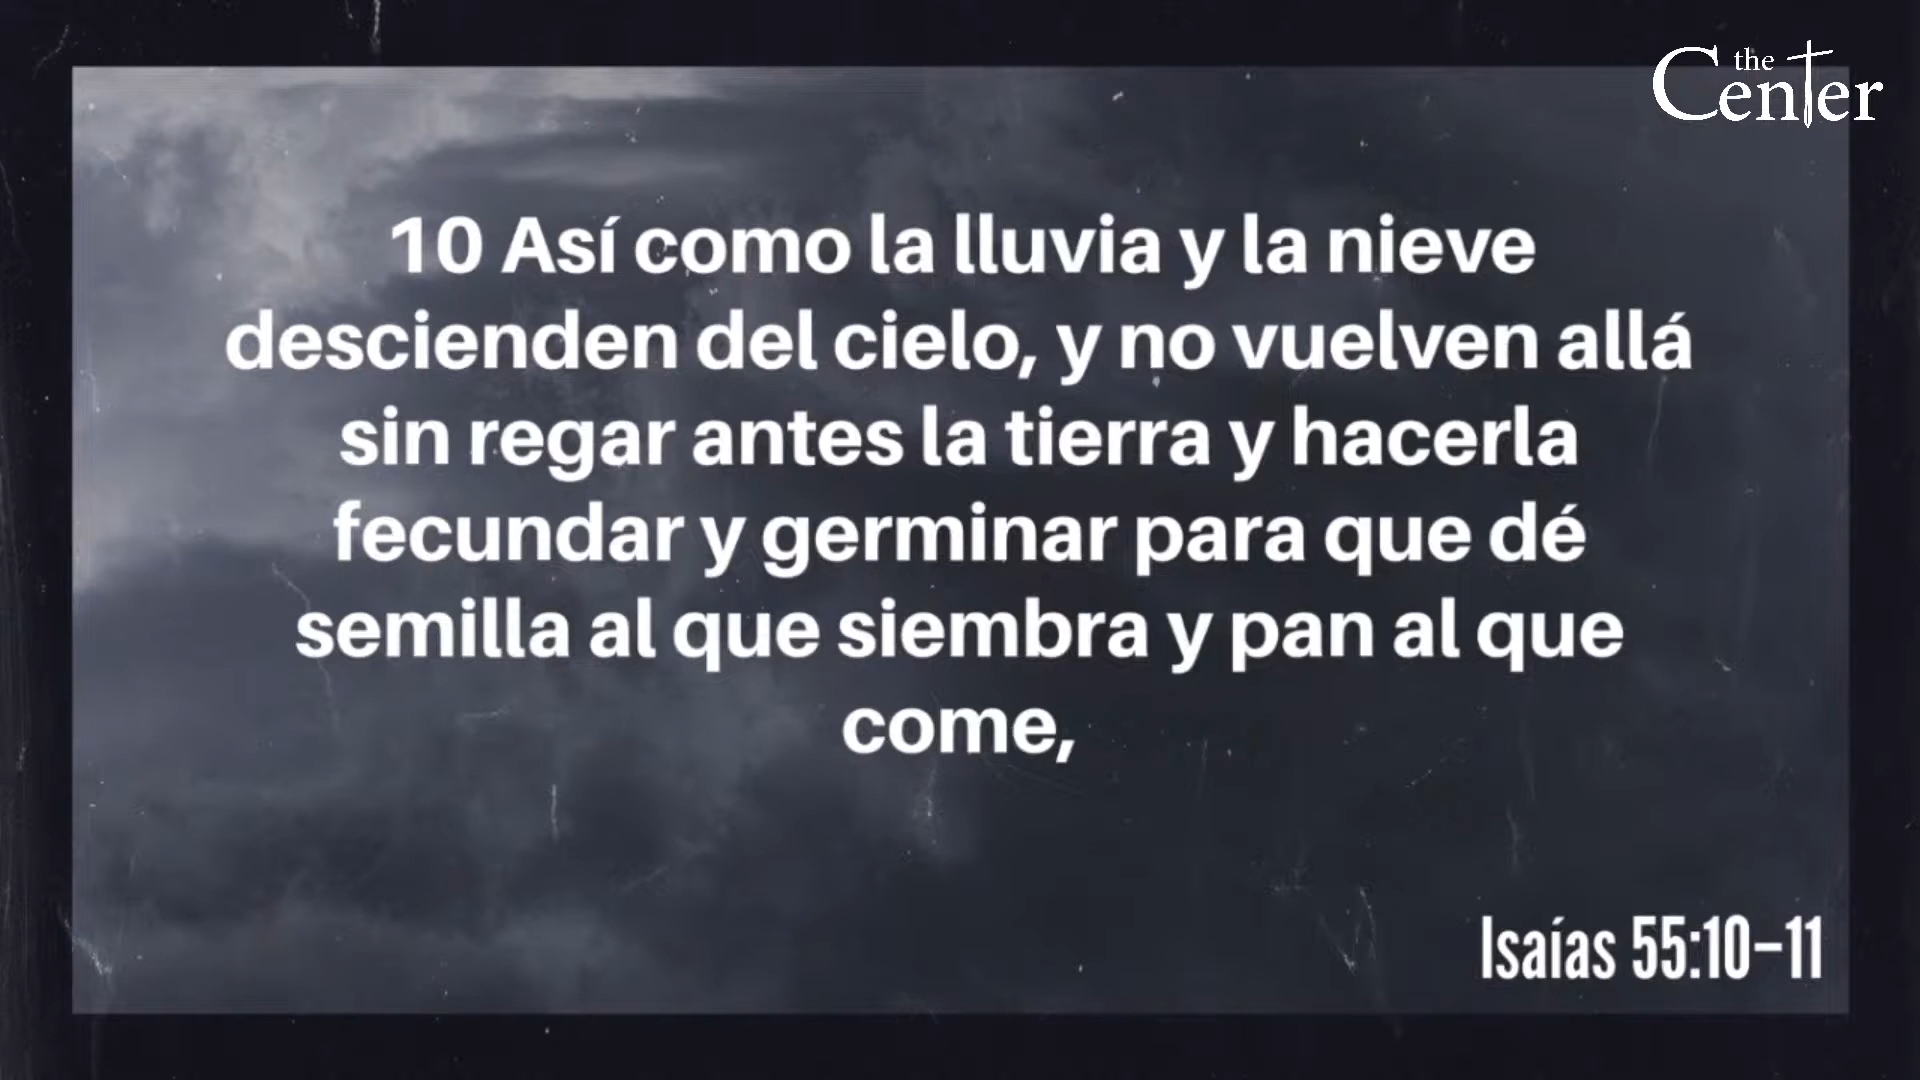 the Center
10 Así como la lluvia y la nieve
descienden del cielo, y no vuelven allá
sin regar antes la tierra y hacerla
fecundar y germinar para que dé
semilla al que siembra y pan al que
come,
Isaías 55:10–11